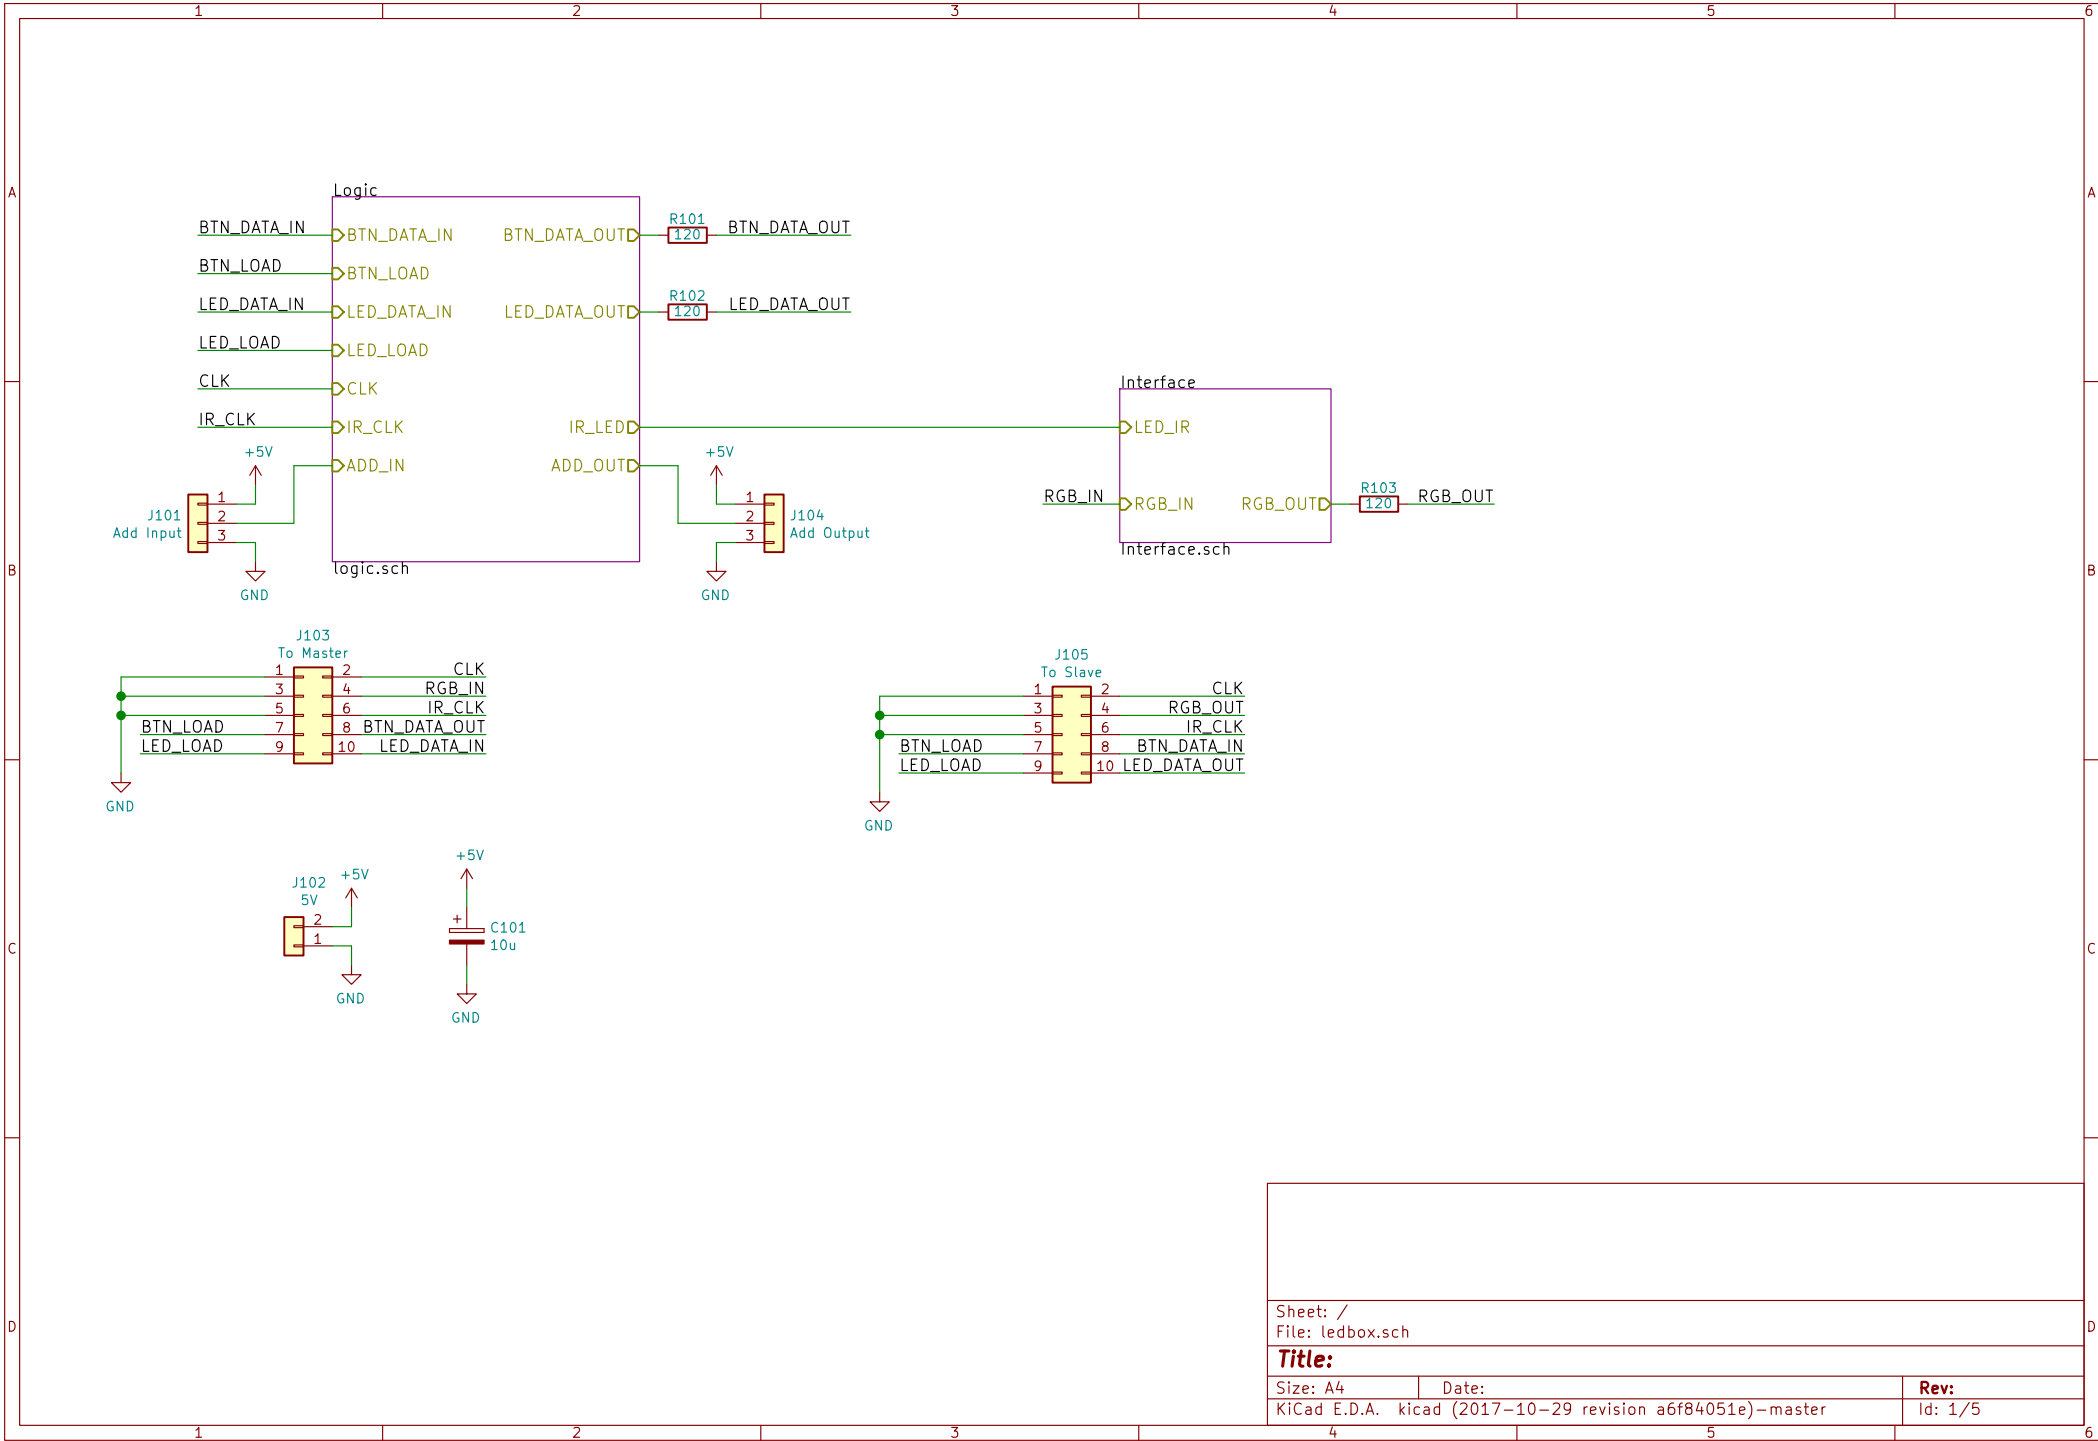 1 2 3 4 5 6
A A
Logic
BTN_DATA_IN BTN_DATA_IN BTN_DATA_OUT R101 120 BTN_DATA_OUT
BTN_LOAD BTN_LOAD
LED_DATA_IN LED_DATA_IN LED_DATA_OUT R102 120 LED_DATA_OUT
LED_LOAD LED_LOAD
CLK CLK
Interface
IR_CLK IR_CLK IR_LED LED_IR
+5V ADD_IN ADD_OUT +5V
RGB_IN RGB_IN RGB_OUT R103 120 RGB_OUT
J101
Add Input
1
2
3
GND
1
2
3
J104
Add Output
GND
Interface.sch
logic.sch
B B
J103
To Master
1 2 CLK
3 4 RGB_IN
5 6 IR_CLK
BTN_LOAD 7 8 BTN_DATA_OUT
LED_LOAD 9 10 LED_DATA_IN
GND
J105
To Slave
1 2 CLK
3 4 RGB_OUT
5 6 IR_CLK
BTN_LOAD 7 8 BTN_DATA_IN
LED_LOAD 9 10 LED_DATA_OUT
GND
J102
5V
+5V
2
1
GND
+5V
+
C101
10u
GND
C C
D D
Sheet: /
File: ledbox.sch
Title:
Size: A4 Date: Rev:
KiCad E.D.A. kicad (2017-10-29 revision a6f84051e)-master Id: 1/5
1 2 3 4 5 6